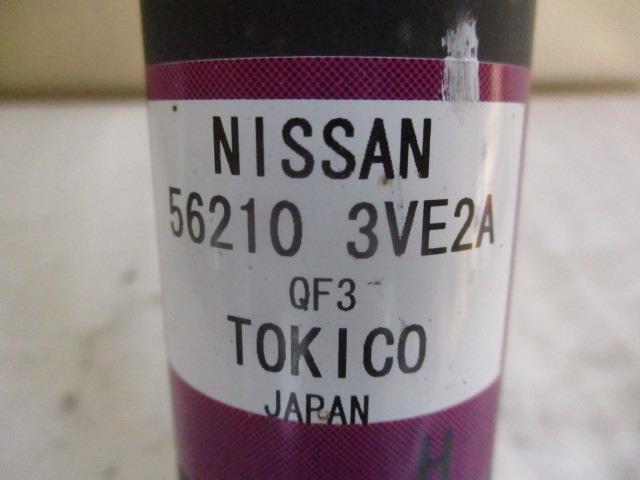 NISSAN
56210 3VE2A
QF3
TOKICO
JAPAN
H